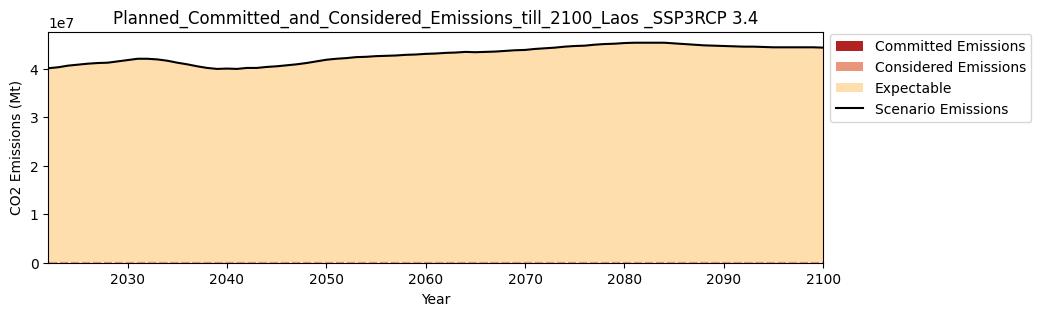 Planned_Committed_and_Considered_Emissions_till_2100_Laos _SSP3RCP 3.4
1e7
4
3
2
1
0
CO2 Emissions (Mt)
2030 2040 2050 2060 2070 2080 2090 2100
Year
Committed Emissions
Considered Emissions
Expectable
Scenario Emissions